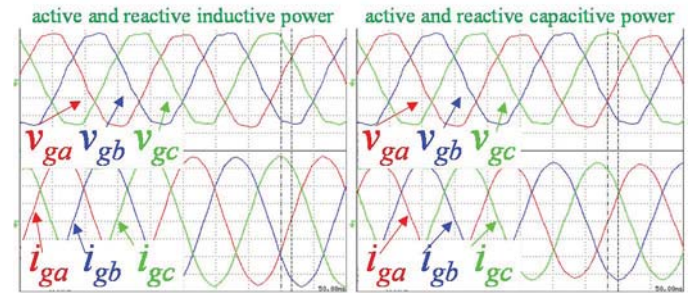 active and reactive inductive power
active and reactive capacitive power
vga vgb vgc
vga vgb vgc
iga igb igc
iga igb igc
50.00ms
50.00ms